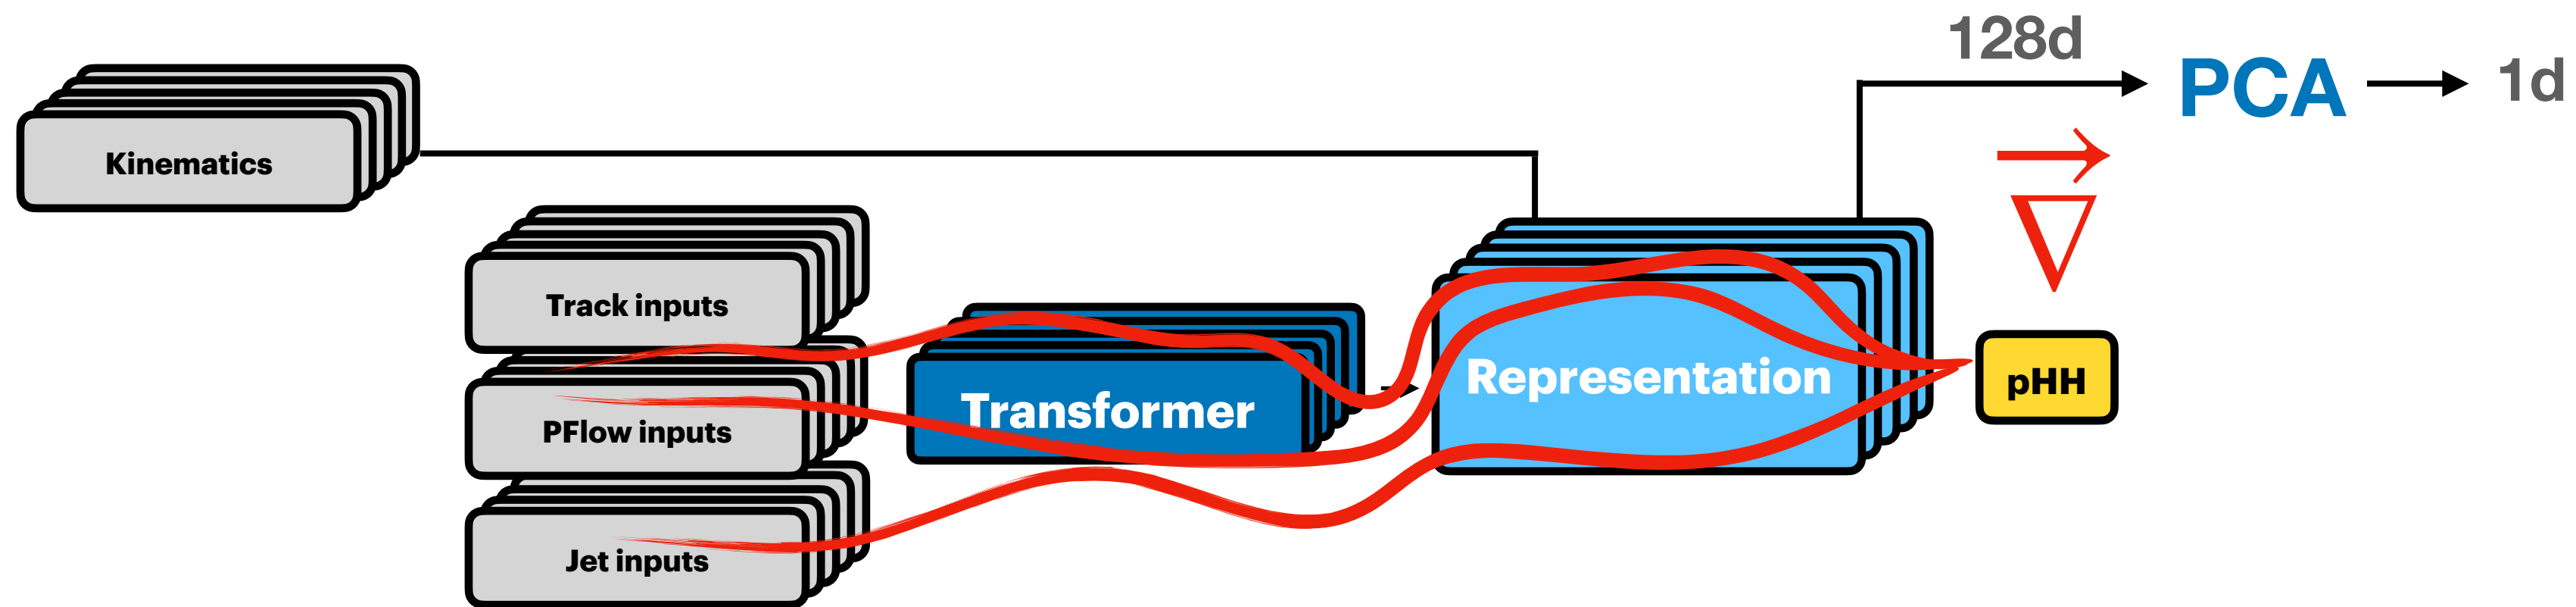 128d
PCA
1d
Kinematics
Track inputs
PFlow inputs
Jet inputs
Transformer
Representation
∇
pHH